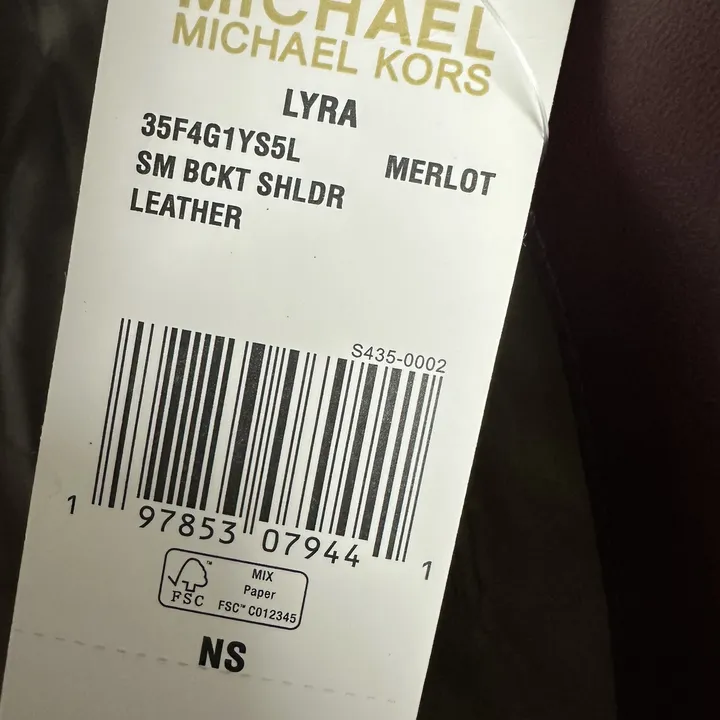 MICHAEL
MICHAEL KORS
LYRA
35F4G1YS5L
MERLOT
SM BCKT SHLDR
LEATHER
S435-0002
1 97853 07944 1
FSC™
MIX
Paper
FSC™ C012345
NS